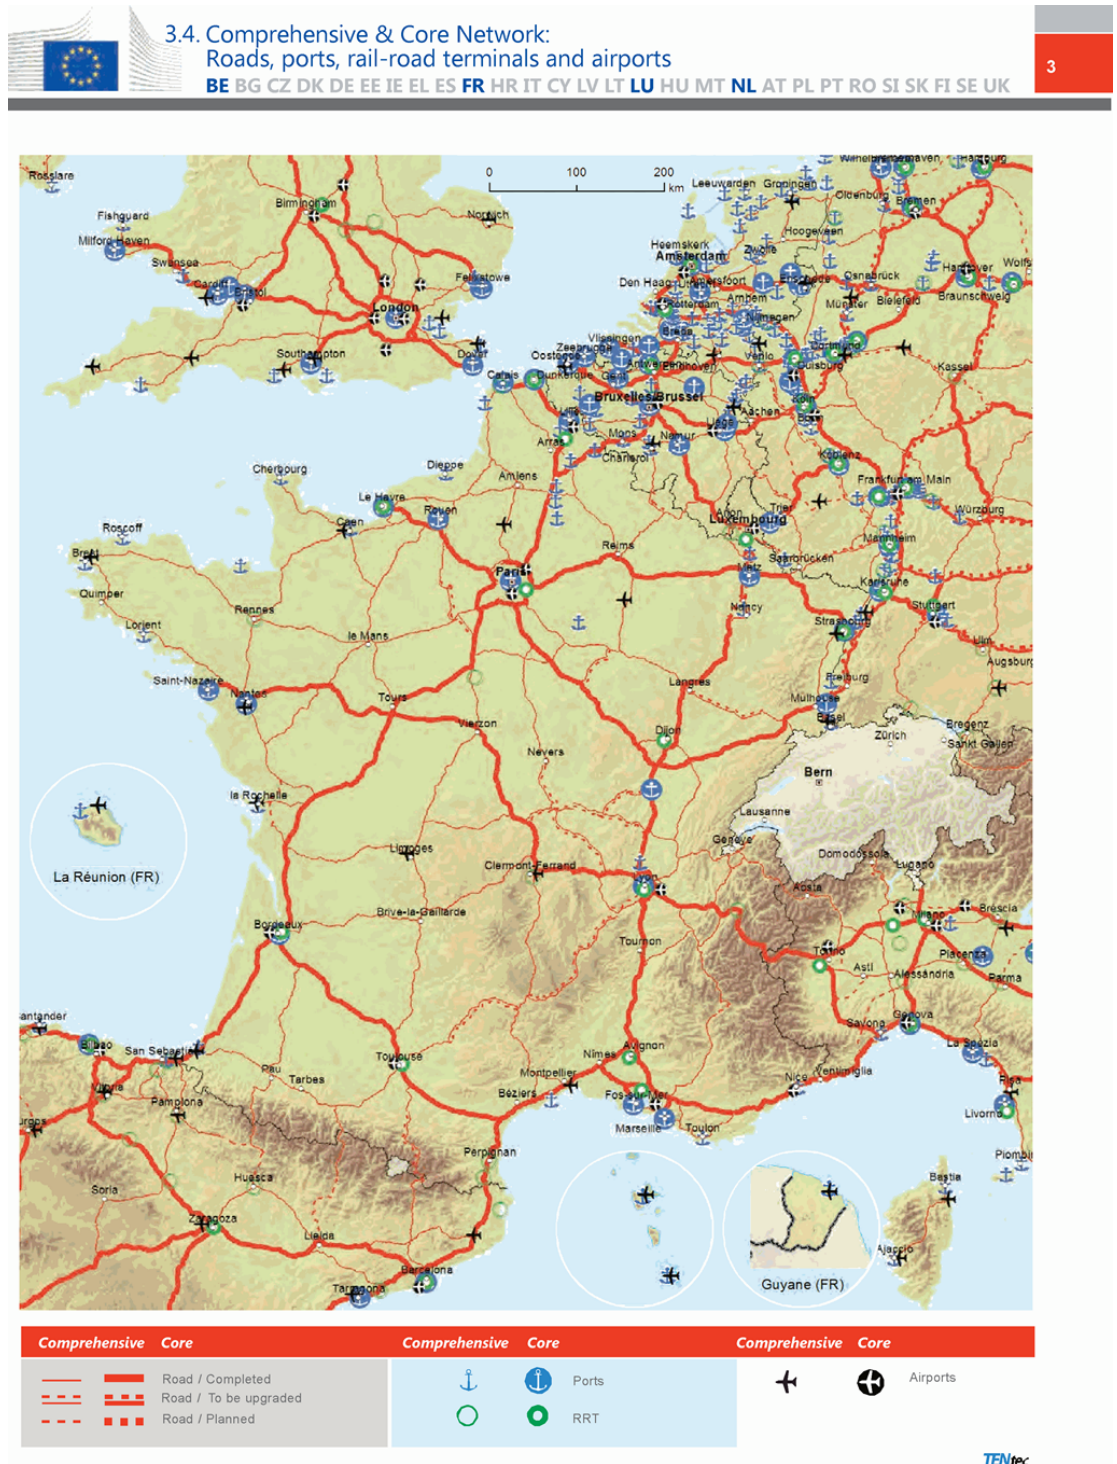 3.4. Comprehensive & Core Network:
Roads, ports, rail-road terminals and airports
BE BG CZ DK DE EE IE EL ES FR HR IT CY LV LT LU HU MT NL AT PL PT RO SI SK FI SE UK
3
0 100 200 km
Rosslare
Hamburg
Leeuwarden Groningen
Oldenburg
Birmingham
Bremen
Fishguard
Norwich
Hoogeveen
Milford Haven
Heemskerk
Zwolle
Amsterdam
Swansea
Hannover
Osnabrück
Felixstowe
Den Haag
Cardiff
Bristol
Arnhem
Münster
Bielefeld
Braunschweig
London
Rotterdam
Nijmegen
Breda
Vlissingen
Zeebrugge
Southampton
Dover
Oostende
Venlo
Dortmund
Duisburg
Antwerpen
Eindhoven
Kassel
Calais
Dunkerque
Gent
Bruxelles/Brussel
Köln
Aachen
Lille
Liège
Bonn
Arras
Mons
Namur
Charleroi
Koblenz
Cherbourg
Dieppe
Amiens
Frankfurt am Main
Le Havre
Rouen
Arlon
Trier
Würzburg
Luxembourg
Caen
Roscoff
Mannheim
Brest
Reims
Saarbrücken
Paris
Metz
Karlsruhe
Quimper
Rennes
Nancy
Stuttgart
Lorient
le Mans
Strasbourg
Ulm
Augsburg
Saint-Nazaire
Nantes
Tours
Langres
Freiburg
Mulhouse
Basel
Vierzon
Dijon
Zürich
Bregenz
Sankt Gallen
Nevers
Bern
la Rochelle
Lausanne
Limoges
Genève
Clermont-Ferrand
Domodossola
Lugano
La Réunion (FR)
Lyon
Aosta
Brive-la-Gaillarde
Brescia
Milano
Bordeaux
Tournon
Torino
Piacenza
Asti
Alessandria
Parma
Savona
Genova
La Spezia
Bilbao
San Sebastián
Toulouse
Avignon
Nîmes
Pau
Tarbes
Montpellier
Nice
Ventimiglia
Pisa
Vitoria
Béziers
Fos-sur-Mer
Pamplona
Marseille
Toulon
Livorno
Perpignan
Huesca
Soria
Bastia
Zaragoza
Lleida
Ajaccio
Barcelona
Tarragona
Guyane (FR)
Comprehensive Core Comprehensive Core Comprehensive Core
Road / Completed
Road / To be upgraded
Road / Planned
Ports
RRT
Airports
TENtec